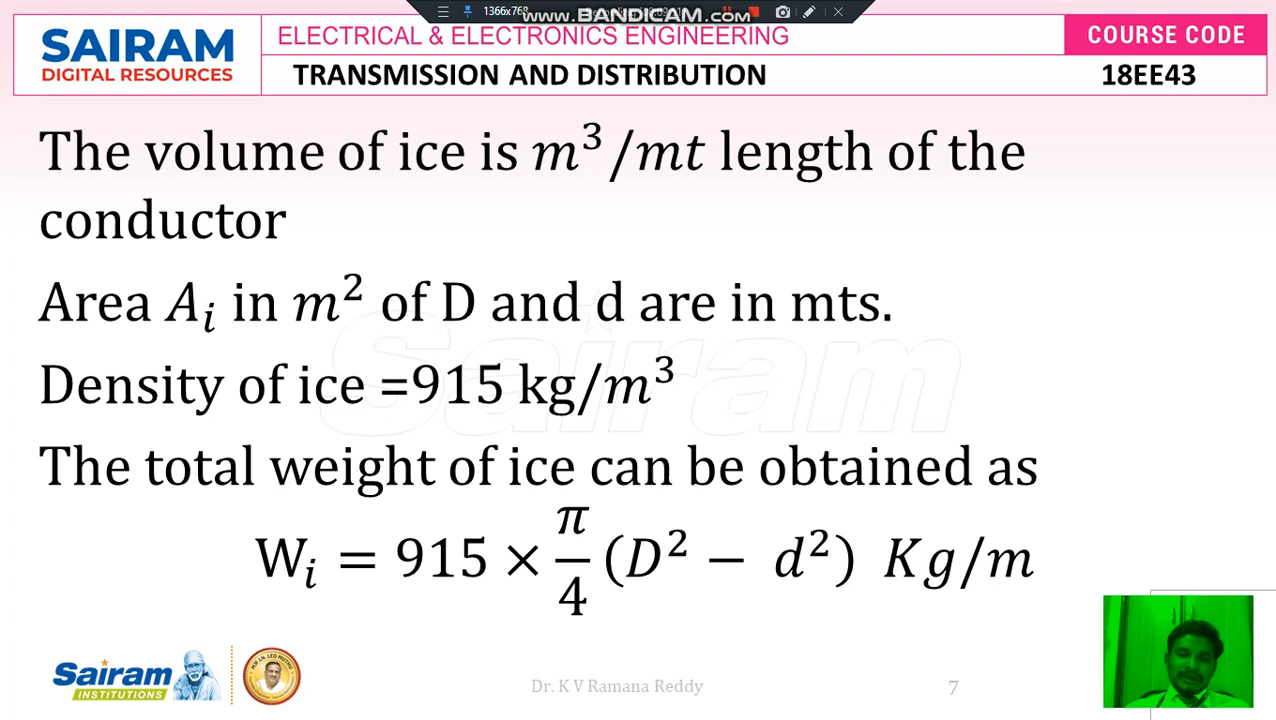 1366x768
www.BANDICAM.com
SAIRAM
DIGITAL RESOURCES
ELECTRICAL & ELECTRONICS ENGINEERING
COURSE CODE
TRANSMISSION AND DISTRIBUTION
18EE43
The volume of ice is m³/mt length of the
conductor
Area Aᵢ in m² of D and d are in mts.
Density of ice =915 kg/m³
The total weight of ice can be obtained as
Wᵢ = 915 × π/4 (D² − d²) Kg/m
Sairam
Sairam
INSTITUTIONS
Dr. K V Ramana Reddy
7